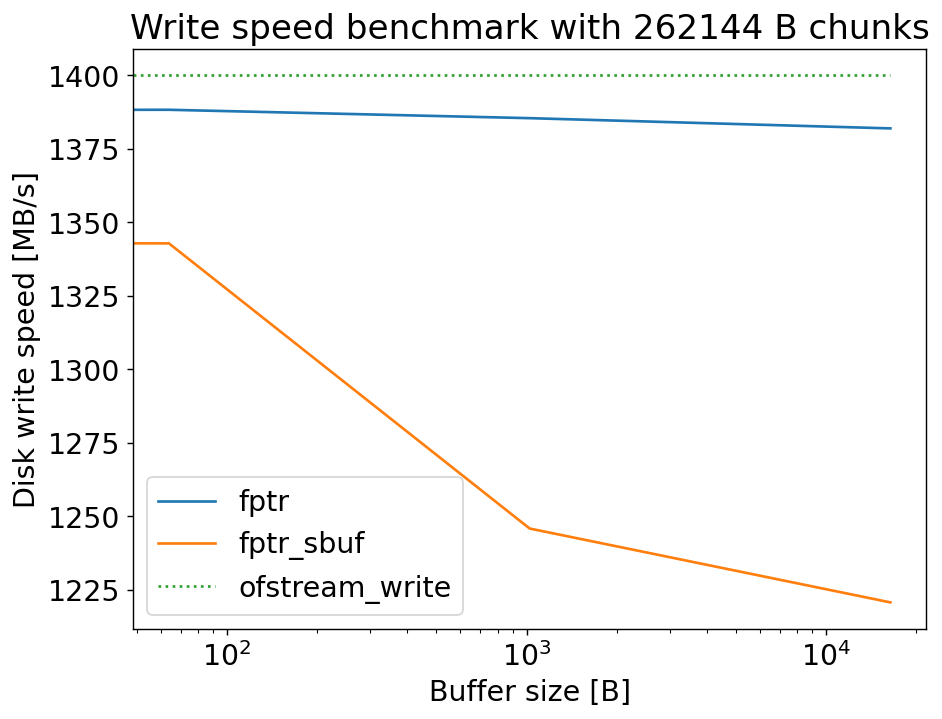 Write speed benchmark with 262144 B chunks
Disk write speed [MB/s]
1400
1375
1350
1325
1300
1275
1250
1225
fptr
fptr_sbuf
ofstream_write
10² 10³ 10⁴
Buffer size [B]